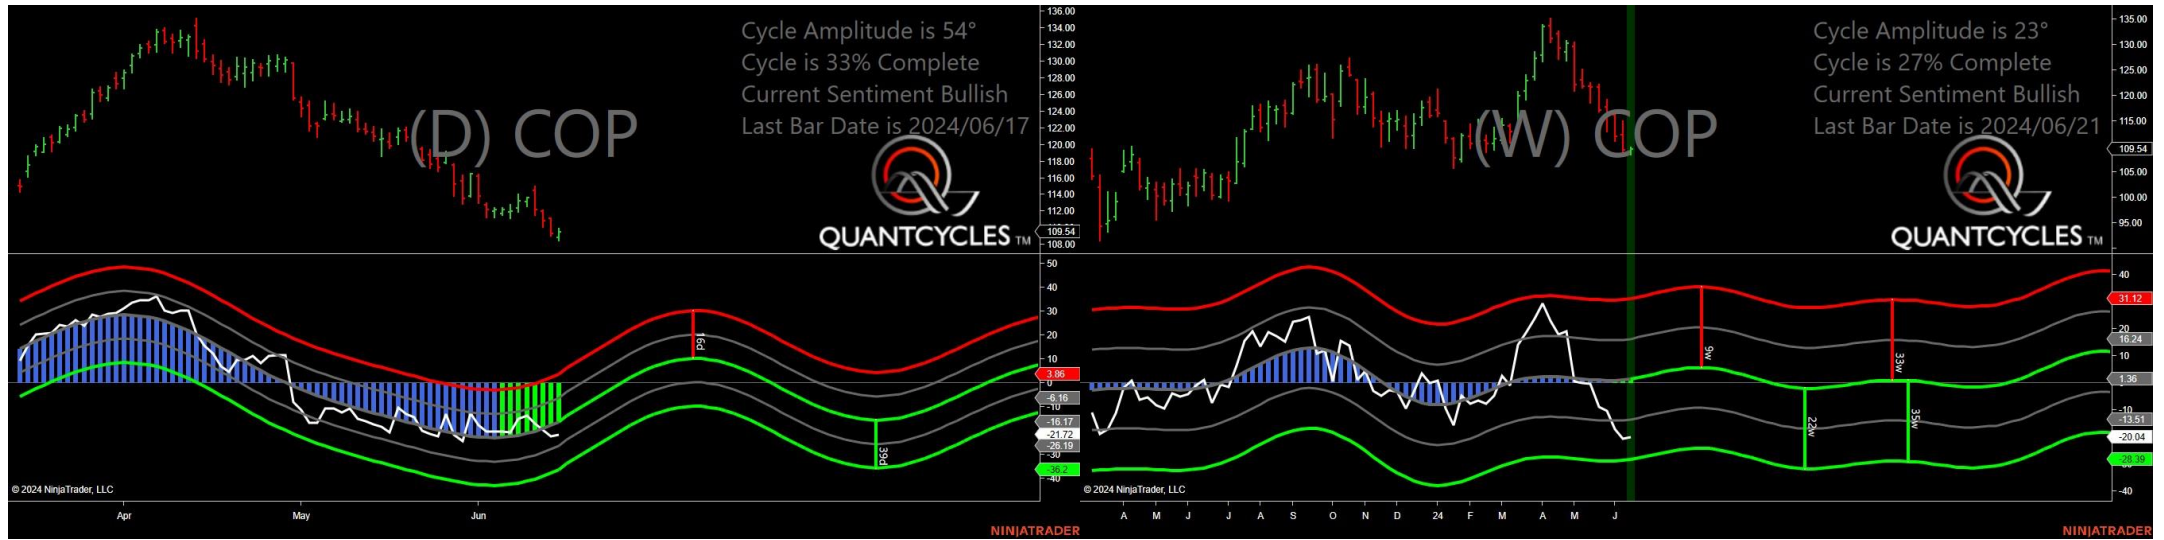 Cycle Amplitude is 54°
Cycle is 33% Complete
Current Sentiment Bullish
Last Bar Date is 2024/06/17
(D) COP
QUANTCYCLES TM
136.00
134.00
132.00
130.00
128.00
126.00
124.00
122.00
120.00
118.00
116.00
114.00
112.00
109.54
108.00
50
40
30
20
10
3.86
0
-6.16
-10
-16.17
-21.72
-26.19
-30
-36.2
-40
16d
39d
© 2024 NinjaTrader, LLC
Apr May Jun
NINJATRADER
Cycle Amplitude is 23°
Cycle is 27% Complete
Current Sentiment Bullish
Last Bar Date is 2024/06/21
(W) COP
QUANTCYCLES TM
135.00
130.00
125.00
120.00
115.00
109.54
105.00
100.00
95.00
40
31.12
20
16.24
10
1.36
-10
-13.51
-20.04
-28.39
-40
9w
33w
22w
35w
© 2024 NinjaTrader, LLC
A M J J A S O N D 24 F M A M J
NINJATRADER